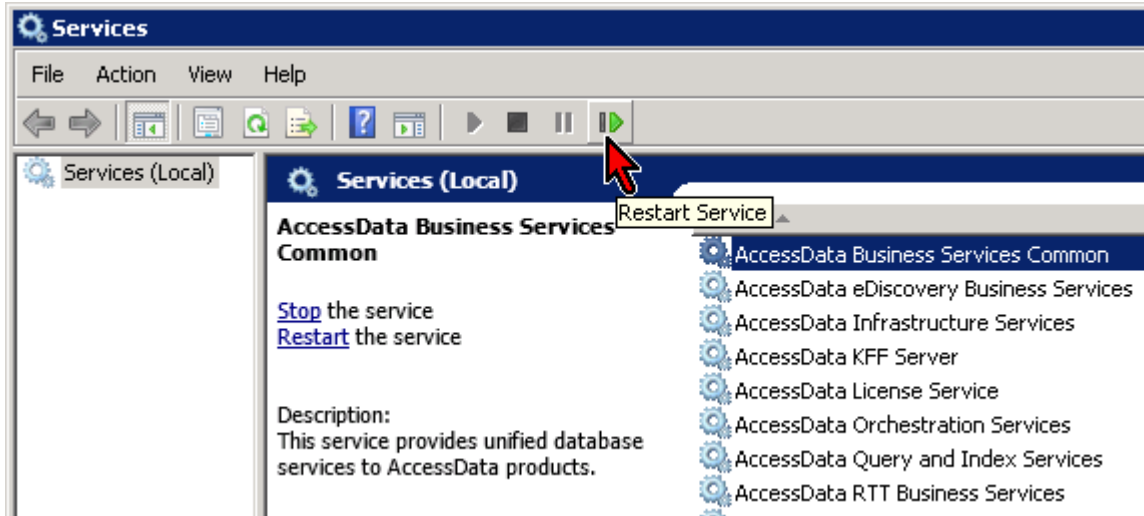 Services
File Action View Help
Services (Local)
Services (Local)
Restart Service
AccessData Business Services
Common
Stop the service
Restart the service
Description:
This service provides unified database
services to AccessData products.
AccessData Business Services Common
AccessData eDiscovery Business Services
AccessData Infrastructure Services
AccessData KFF Server
AccessData License Service
AccessData Orchestration Services
AccessData Query and Index Services
AccessData RTT Business Services